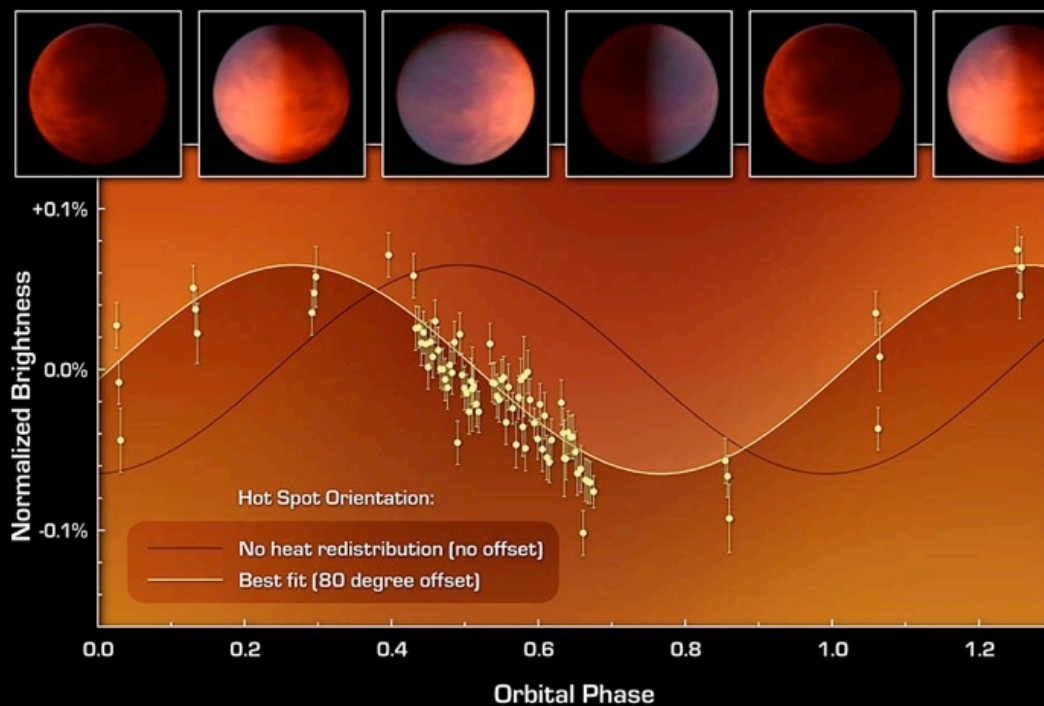 +0.1%
0.0%
-0.1%
Normalized Brightness
Hot Spot Orientation:
No heat redistribution (no offset)
Best fit (80 degree offset)
0.0 0.2 0.4 0.6 0.8 1.0 1.2
Orbital Phase